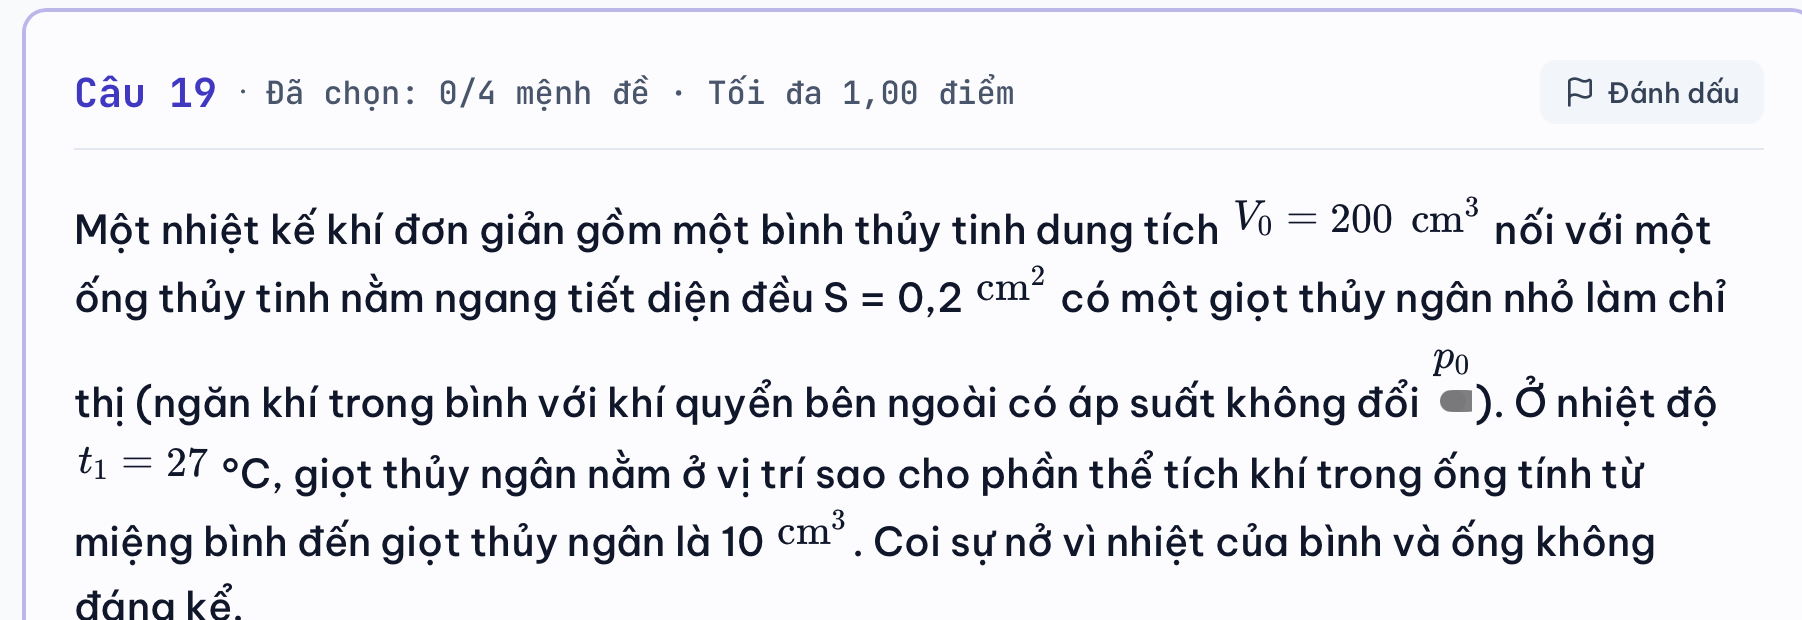 Câu 19 · Đã chọn: 0/4 mệnh đề · Tối đa 1,00 điểm
Đánh dấu
Một nhiệt kế khí đơn giản gồm một bình thủy tinh dung tích V₀ = 200 cm³ nối với một
ống thủy tinh nằm ngang tiết diện đều S = 0,2 cm² có một giọt thủy ngân nhỏ làm chỉ
thị (ngăn khí trong bình với khí quyển bên ngoài có áp suất không đổi p₀). Ở nhiệt độ
t₁ = 27 °C, giọt thủy ngân nằm ở vị trí sao cho phần thể tích khí trong ống tính từ
miệng bình đến giọt thủy ngân là 10 cm³. Coi sự nở vì nhiệt của bình và ống không
đáng kể.